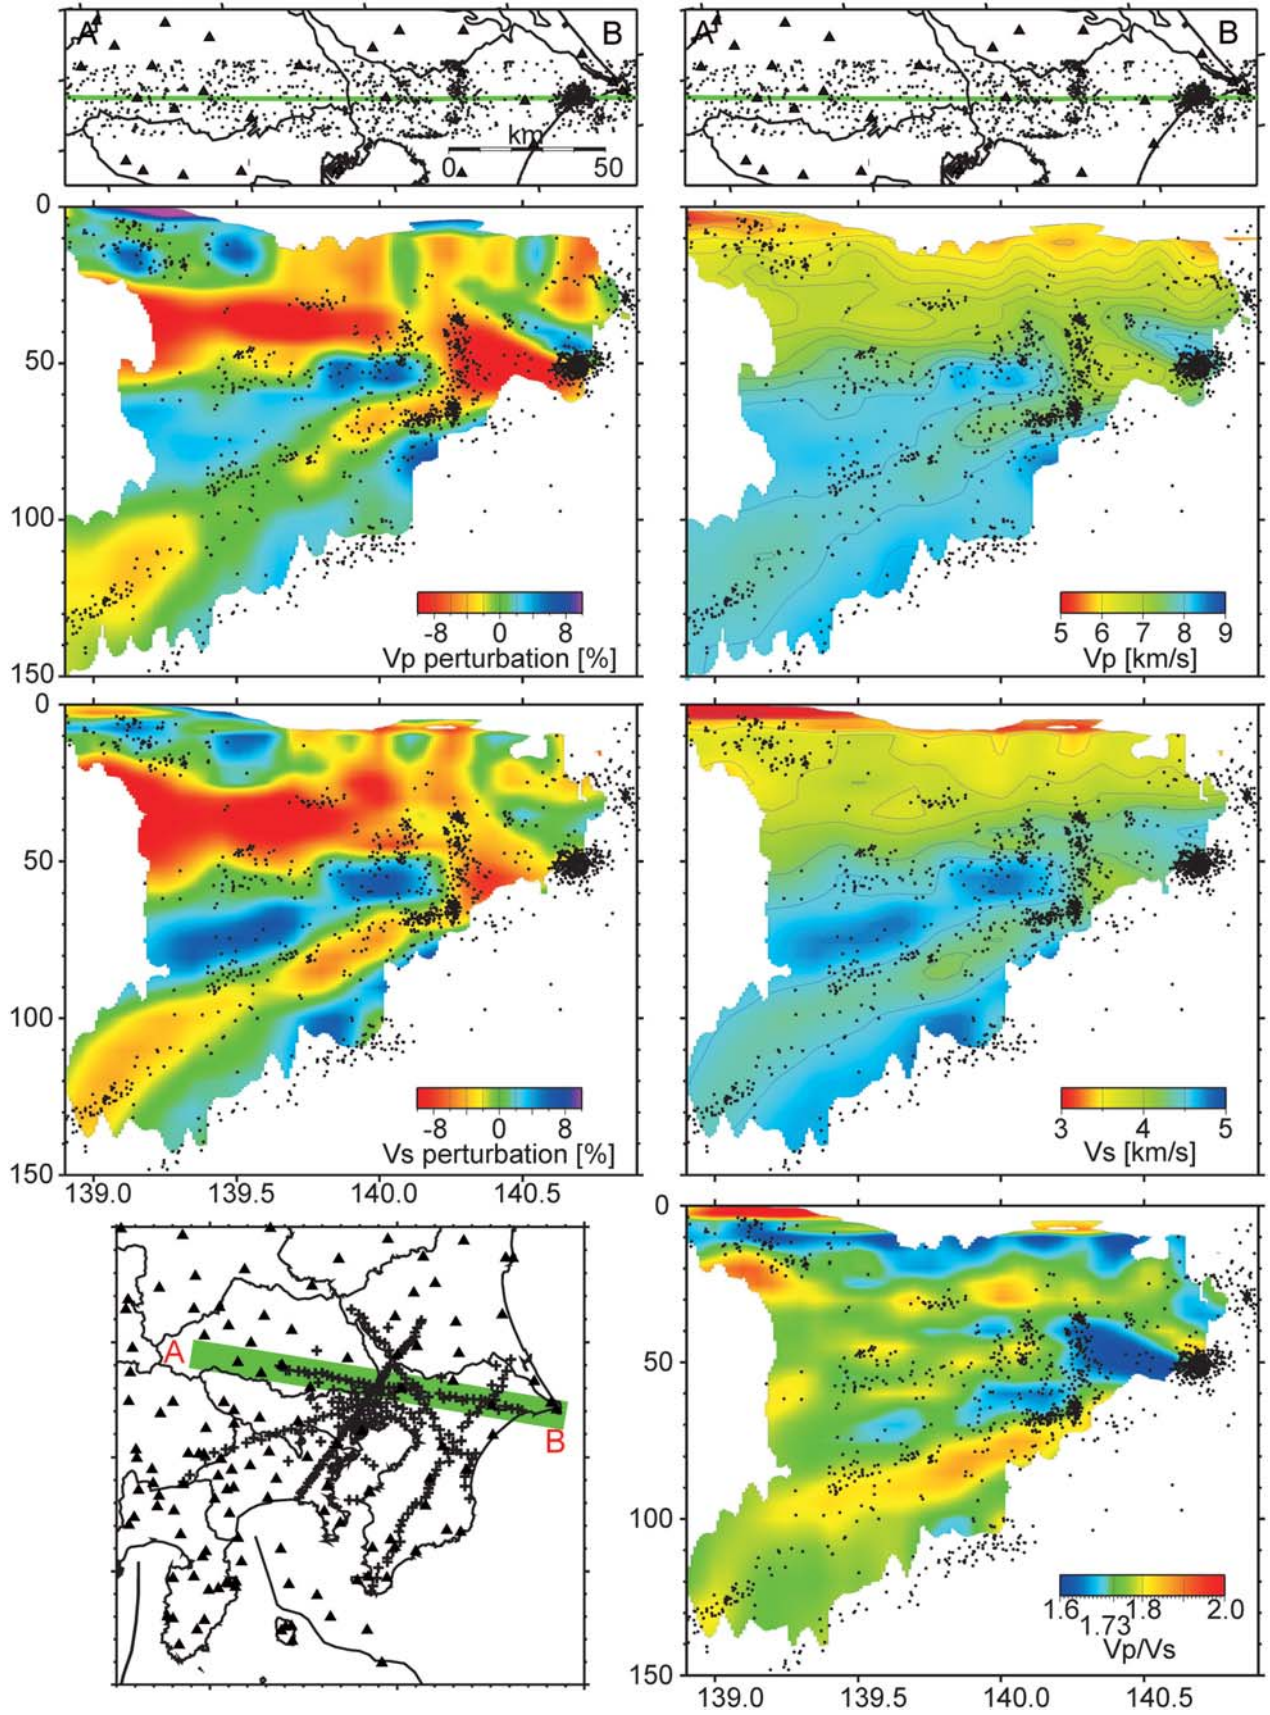 A B
km
0 50
A B
0
50
100
150
-8 0 8
Vp perturbation [%]
5 6 7 8 9
Vp [km/s]
0
50
100
150
-8 0 8
Vs perturbation [%]
139.0 139.5 140.0 140.5
3 4 5
Vs [km/s]
A
B
0
50
100
150
1.6 1.8 2.0
1.73
Vp/Vs
139.0 139.5 140.0 140.5